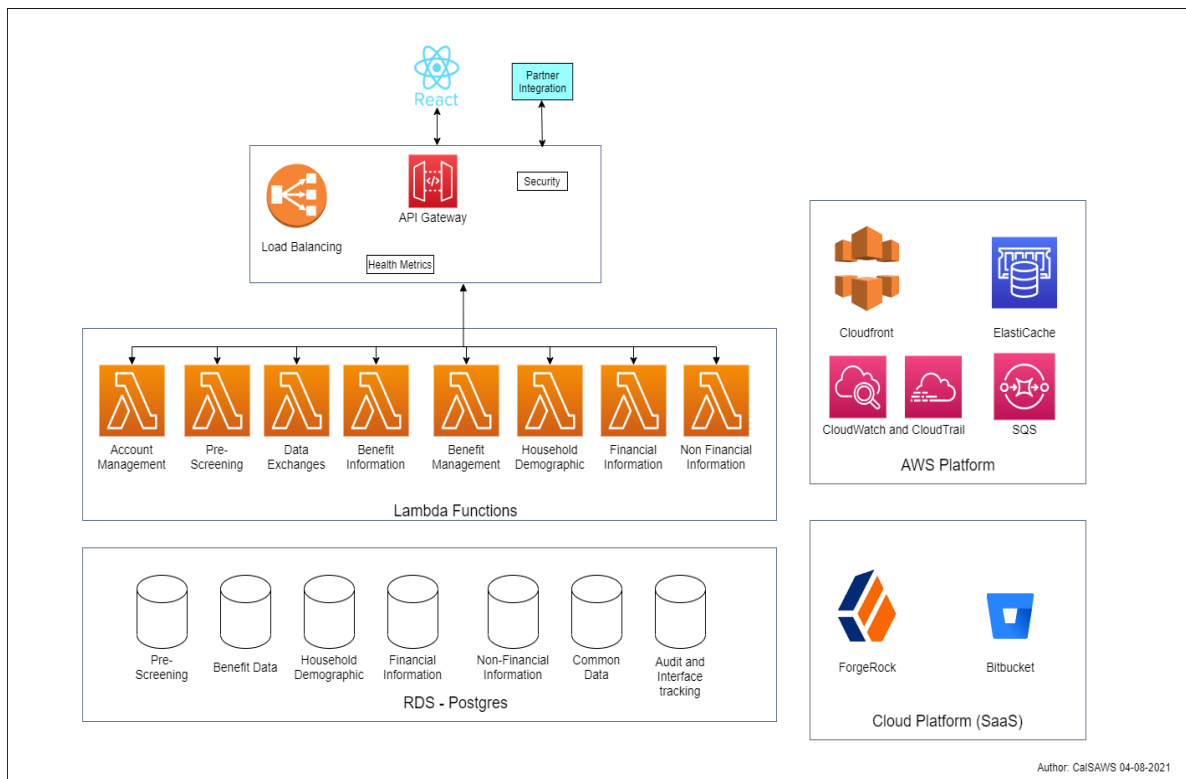 React
Partner
Integration
Security
API Gateway
Load Balancing
Health Metrics
Account
Management
Pre-
Screening
Data
Exchanges
Benefit
Information
Benefit
Management
Household
Demographic
Financial
Information
Non Financial
Information
Lambda Functions
Pre-
Screening
Benefit Data
Household
Demographic
Financial
Information
Non-Financial
Information
Common
Data
Audit and
Interface
tracking
RDS - Postgres
Cloudfront
ElastiCache
CloudWatch and CloudTrail
SQS
AWS Platform
ForgeRock
Bitbucket
Cloud Platform (SaaS)
Author: CalSAWS 04-08-2021